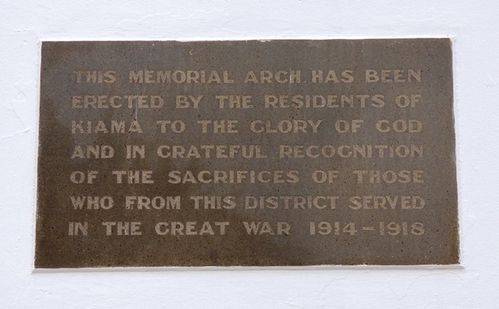 THIS MEMORIAL ARCH HAS BEEN
ERECTED BY THE RESIDENTS OF
KIAMA TO THE GLORY OF GOD
AND IN GRATEFUL RECOGNITION
OF THE SACRIFICES OF THOSE
WHO FROM THIS DISTRICT SERVED
IN THE GREAT WAR 1914-1918